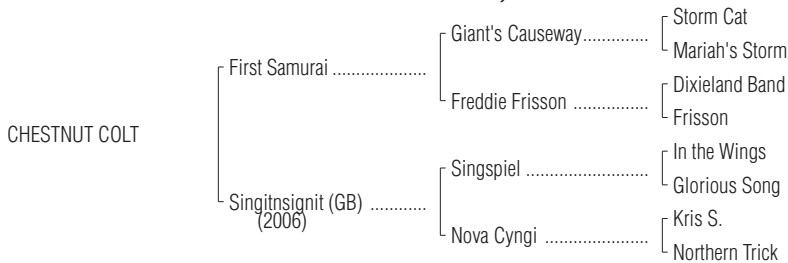 Storm Cat
Giant's Causeway..............
Mariah's Storm
First Samurai ....................
Dixieland Band
Freddie Frisson ................
Frisson
CHESTNUT COLT
In the Wings
Singspiel ..........................
Glorious Song
Singitnsignit (GB) ............
(2006)
Kris S.
Nova Cyngi ......................
Northern Trick